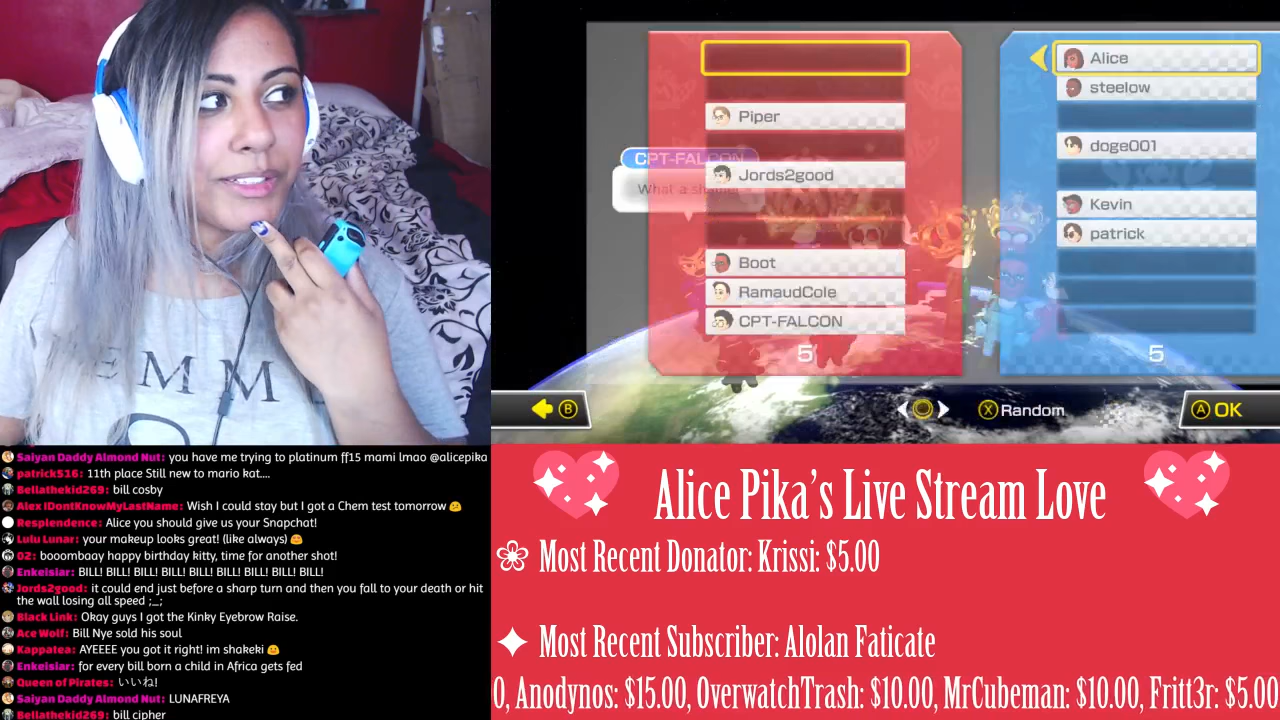 EMME
CPT-FALCON
Piper
Jords2good
Boot
RamaudCole
CPT-FALCON
5
Alice
steelow
doge001
Kevin
patrick
5
B
X Random
A OK
Saiyan Daddy Almond Nut: you have me trying to platinum ff15 mami lmao @alicepika
patrick516: 11th place Still new to mario kat....
Bellathekid269: bill cosby
Alex iDontKnowMyLastName: Wish I could stay but I got a Chem test tomorrow
Resplendence: Alice you should give us your Snapchat!
Lulu Lunar: your makeup looks great! (like always)
02: booombaay happy birthday kitty, time for another shot!
Enkeisiar: BILL! BILL! BILL! BILL! BILL! BILL! BILL! BILL! BILL!
Jords2good: it could end just before a sharp turn and then you fall to your death or hit
the wall losing all speed ;_;
Black Link: Okay guys I got the Kinky Eyebrow Raise.
Ace Wolf: Bill Nye sold his soul
Kappatea: AYEEEE you got it right! im shakeki
Enkeisiar: for every bill born a child in Africa gets fed
Queen of Pirates: いいね!
Saiyan Daddy Almond Nut: LUNAFREYA
Bellathekid269: bill cipher
Alice Pika's Live Stream Love
Most Recent Donator: Krissi: $5.00
Most Recent Subscriber: Alolan Faticate
0, Anodynos: $15.00, OverwatchTrash: $10.00, MrCubeman: $10.00, Fritt3r: $5.00